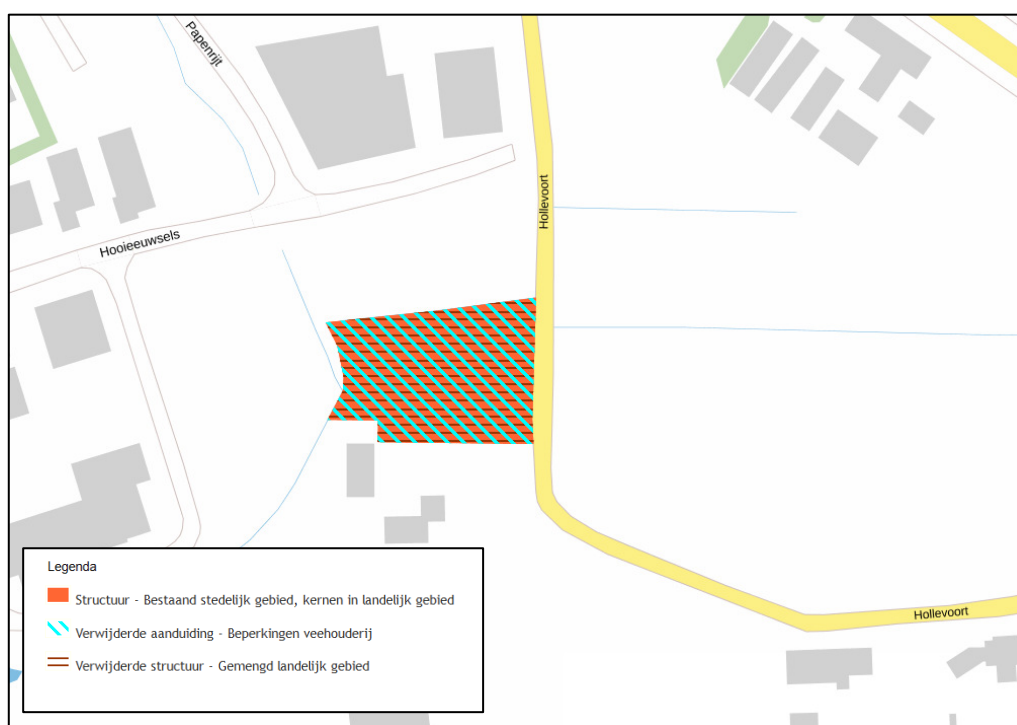 Papenrijt
Hollevoort
Hooieeuwsels
Hollevoort
Legenda
Structuur - Bestaand stedelijk gebied, kernen in landelijk gebied
Verwijderde aanduiding - Beperkingen veehouderij
Verwijderde structuur - Gemengd landelijk gebied